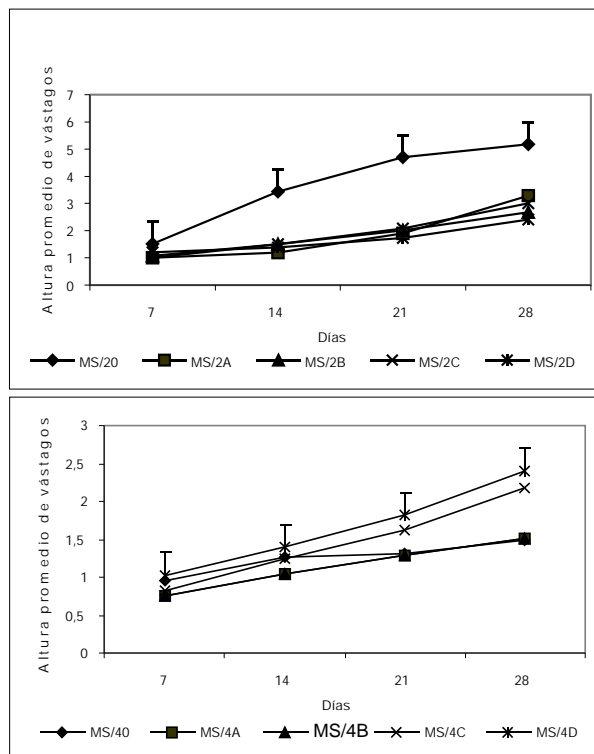 Altura promedio de vástagos
7
6
5
4
3
2
1
0
7 14 21 28
Días
MS/20 MS/2A MS/2B MS/2C MS/2D
Altura promedio de vástagos
3
2,5
2
1,5
1
0,5
0
7 14 21 28
Días
MS/40 MS/4A MS/4B MS/4C MS/4D